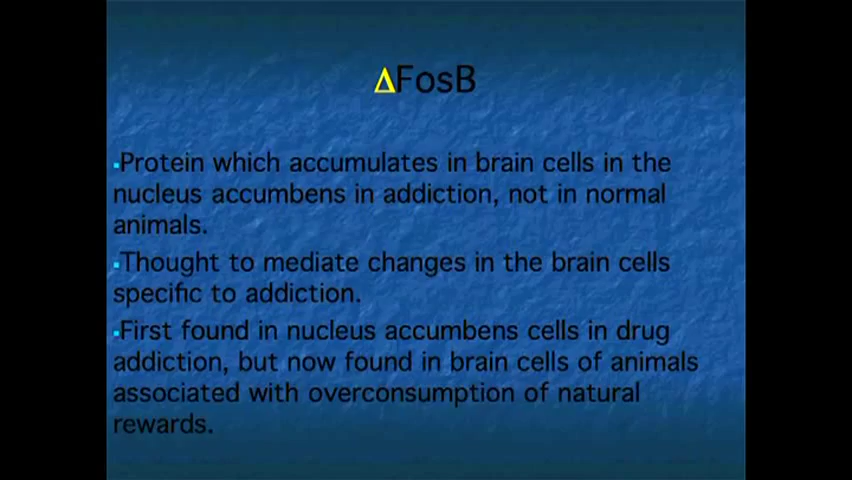 ΔFosB
▪Protein which accumulates in brain cells in the
nucleus accumbens in addiction, not in normal
animals.
▪Thought to mediate changes in the brain cells
specific to addiction.
▪First found in nucleus accumbens cells in drug
addiction, but now found in brain cells of animals
associated with overconsumption of natural
rewards.